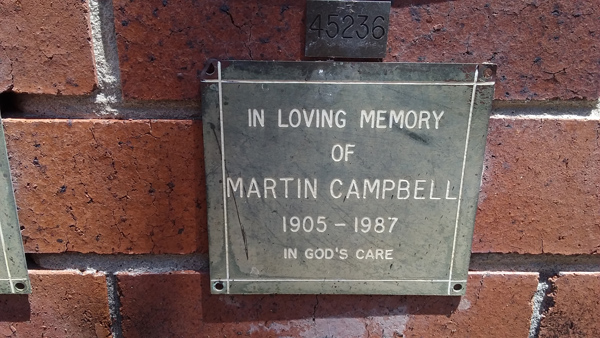 45236
IN LOVING MEMORY
OF
MARTIN CAMPBELL
1905 - 1987
IN GOD'S CARE